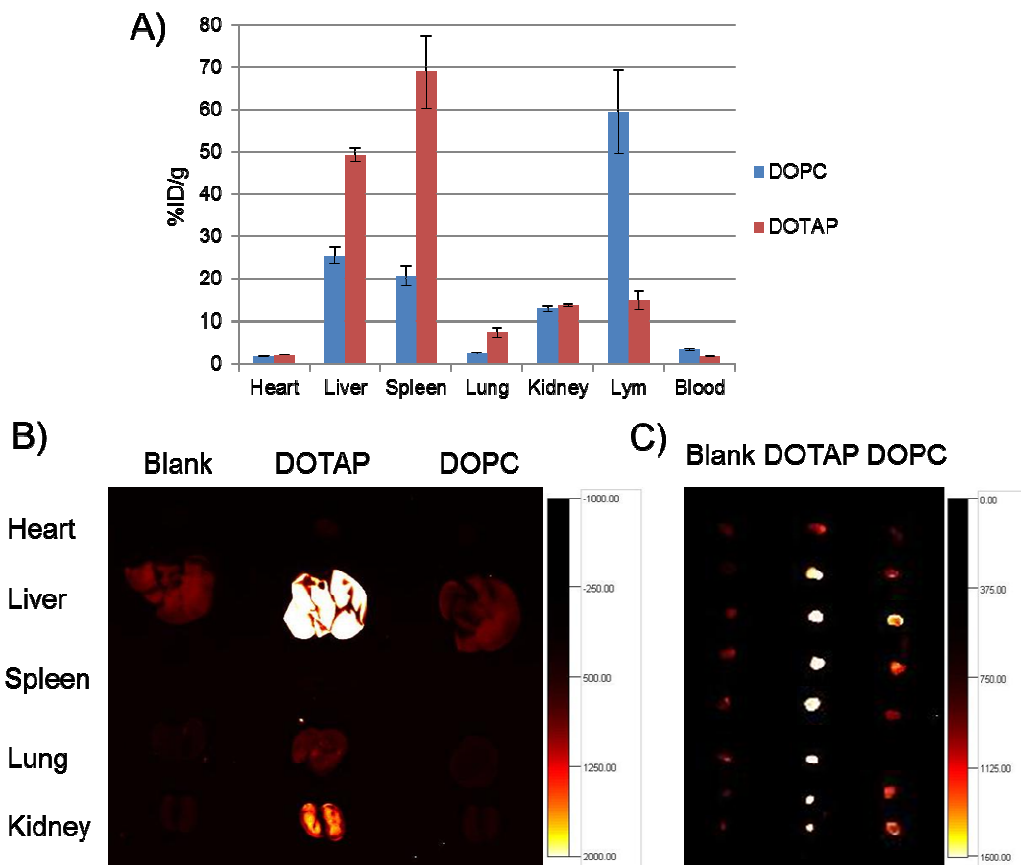 A)
%ID/g
80
70
60
50
40
30
20
10
0
Heart Liver Spleen Lung Kidney Lym Blood
DOPC
DOTAP
B)
Blank DOTAP DOPC
Heart
Liver
Spleen
Lung
Kidney
-1000.00
-250.00
500.00
1250.00
2000.00
C)
Blank DOTAP DOPC
0.00
375.00
750.00
1125.00
1500.00